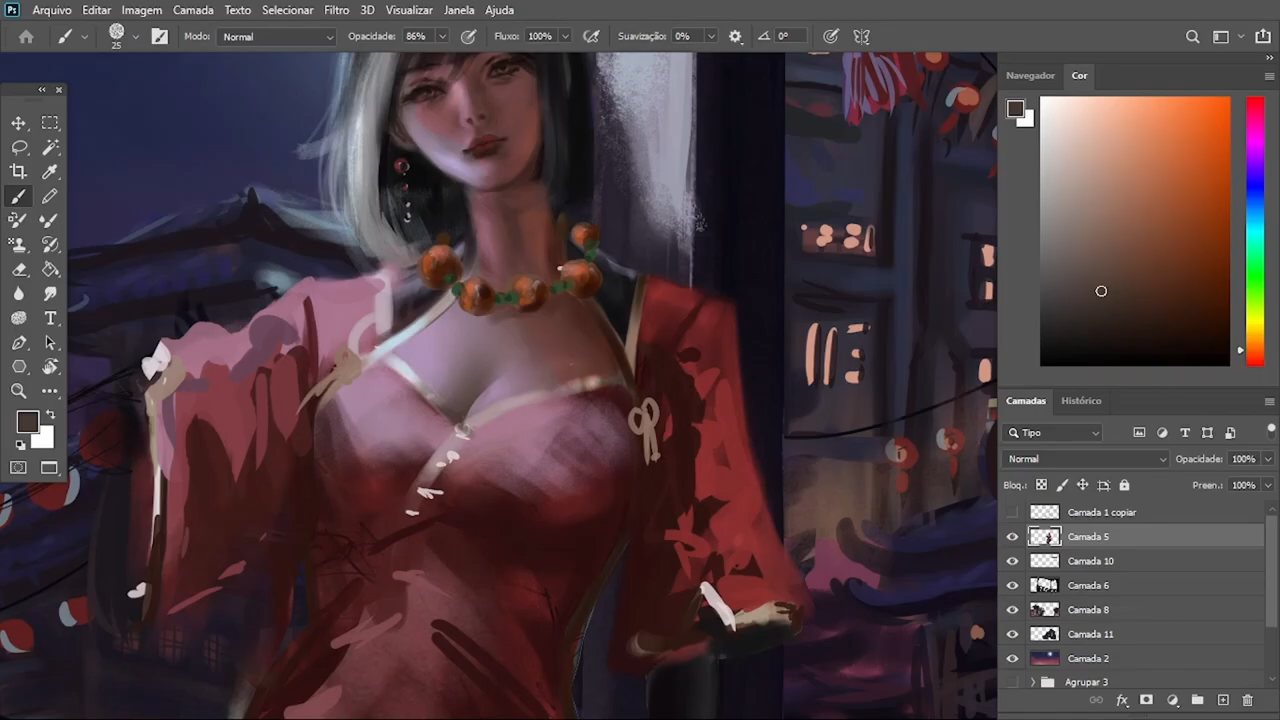 Ps Arquivo Editar Imagem Camada Texto Selecionar Filtro 3D Visualizar Janela Ajuda
25 Modo: Normal Opacidade: 86% Fluxo: 100% Suavização: 0% 0°
Navegador Cor
Camadas Histórico
Tipo
Normal Opacidade: 100%
Bloq.: Preen.: 100%
Camada 1 copiar
Camada 5
Camada 10
Camada 6
Camada 8
Camada 11
Camada 2
Agrupar 3